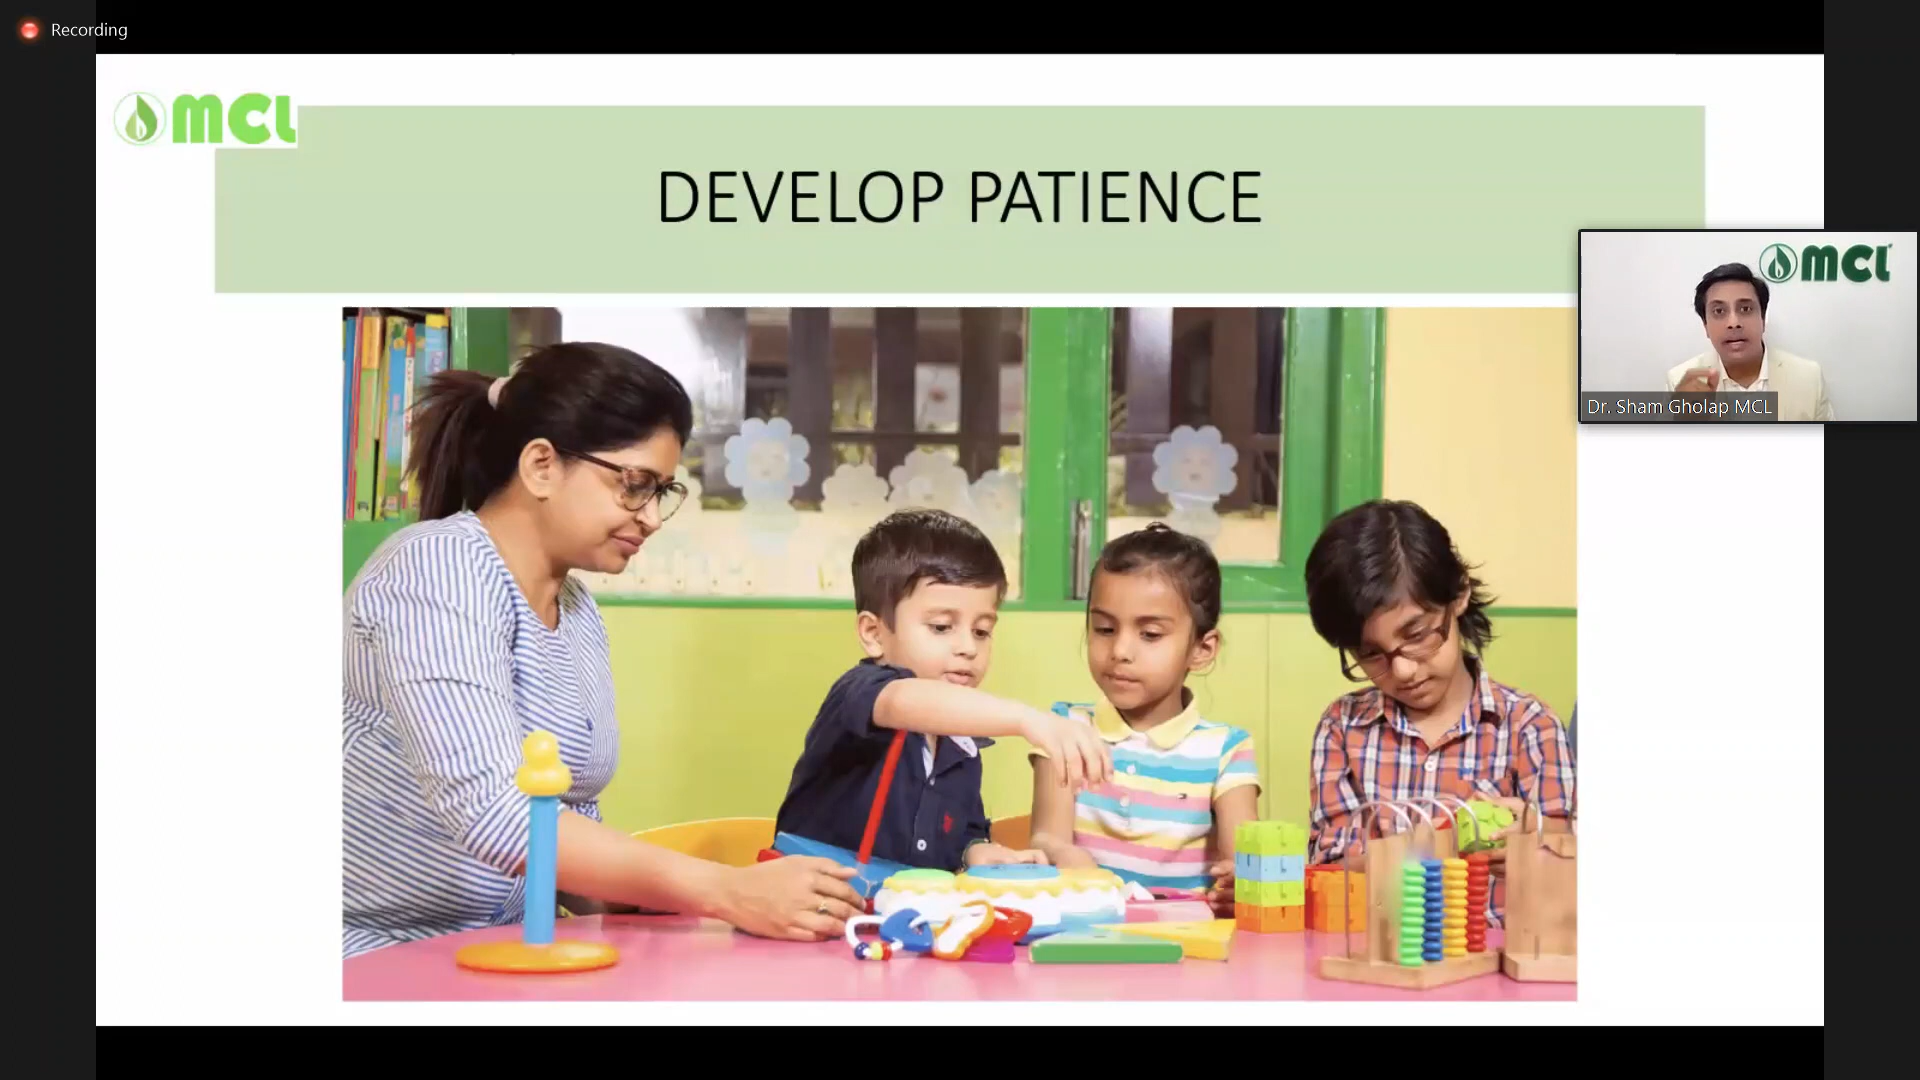 Recording
MCL
DEVELOP PATIENCE
MCL
Dr. Sham Gholap MCL